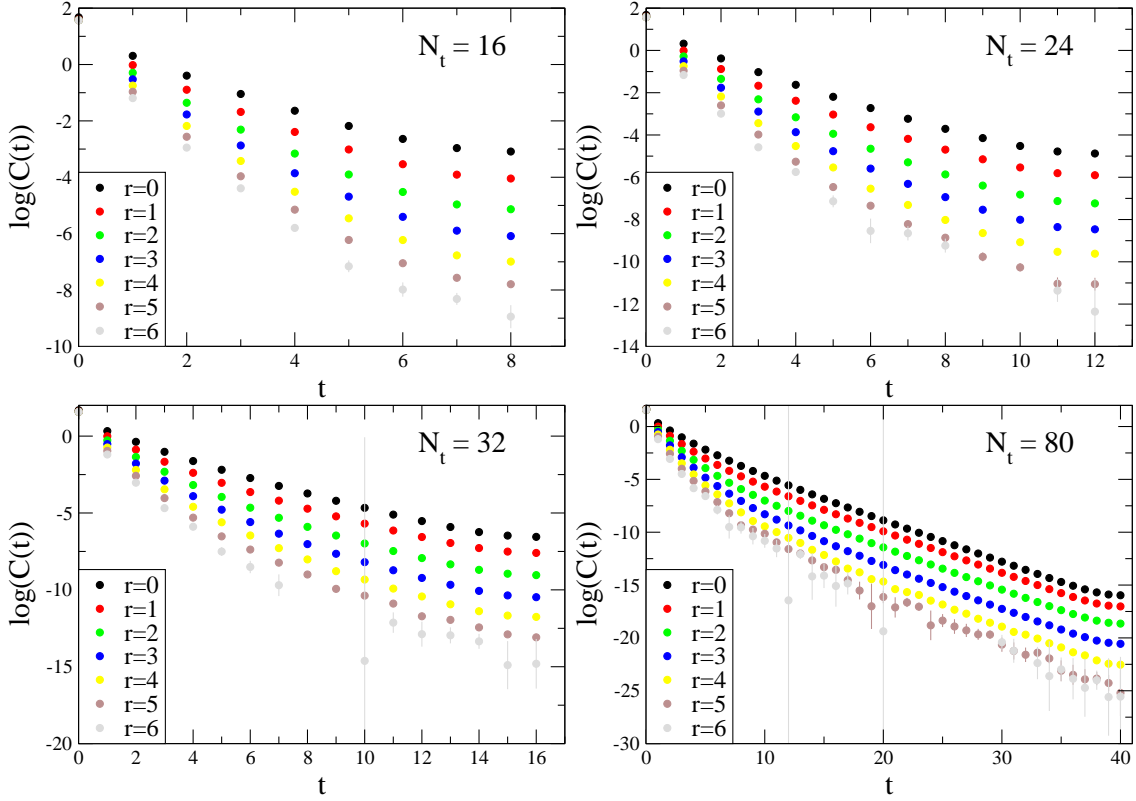 N_t = 16
log(C(t))
2
0
-2
-4
-6
-8
-10
r=0
r=1
r=2
r=3
r=4
r=5
r=6
0 2 4 6 8
t
N_t = 24
log(C(t))
2
0
-2
-4
-6
-8
-10
-12
-14
r=0
r=1
r=2
r=3
r=4
r=5
r=6
0 2 4 6 8 10 12
t
N_t = 32
log(C(t))
0
-5
-10
-15
-20
r=0
r=1
r=2
r=3
r=4
r=5
r=6
0 2 4 6 8 10 12 14 16
t
N_t = 80
log(C(t))
0
-5
-10
-15
-20
-25
-30
r=0
r=1
r=2
r=3
r=4
r=5
r=6
0 10 20 30 40
t